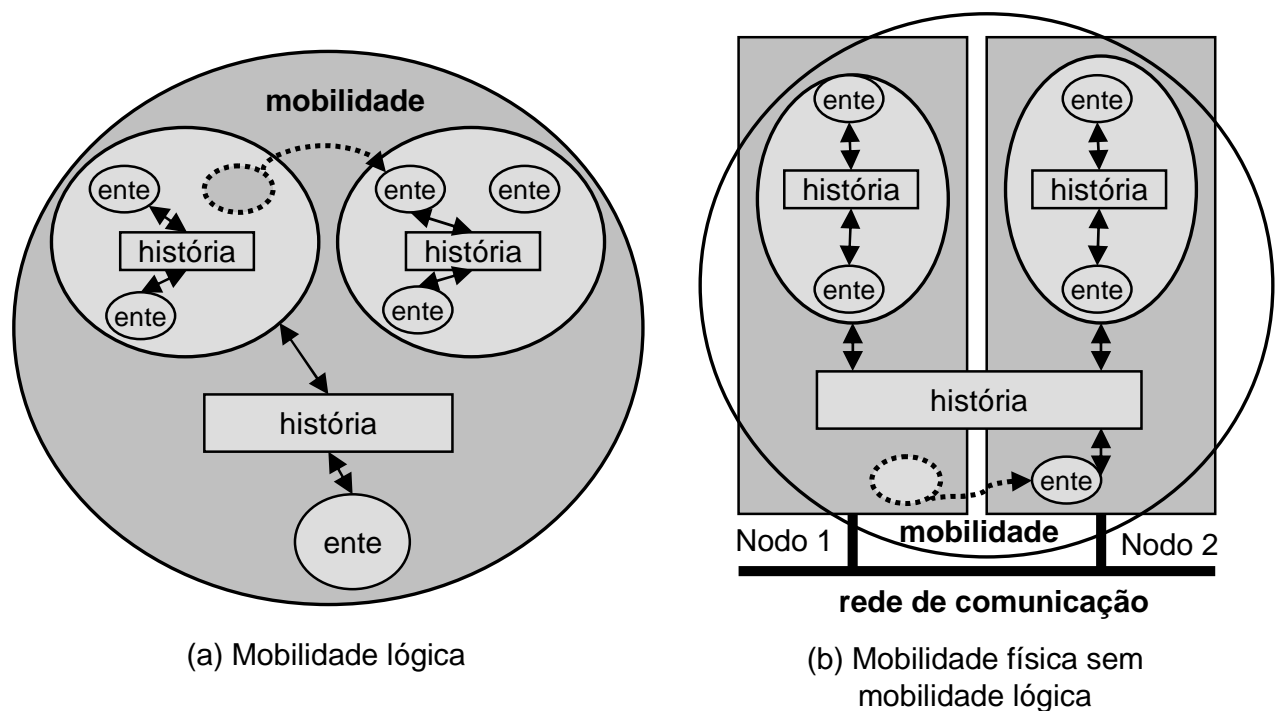 mobilidade
ente
ente
ente
história
história
ente
ente
história
ente
(a) Mobilidade lógica
ente
ente
história
história
ente
ente
história
ente
mobilidade
Nodo 1
Nodo 2
rede de comunicação
(b) Mobilidade física sem
mobilidade lógica